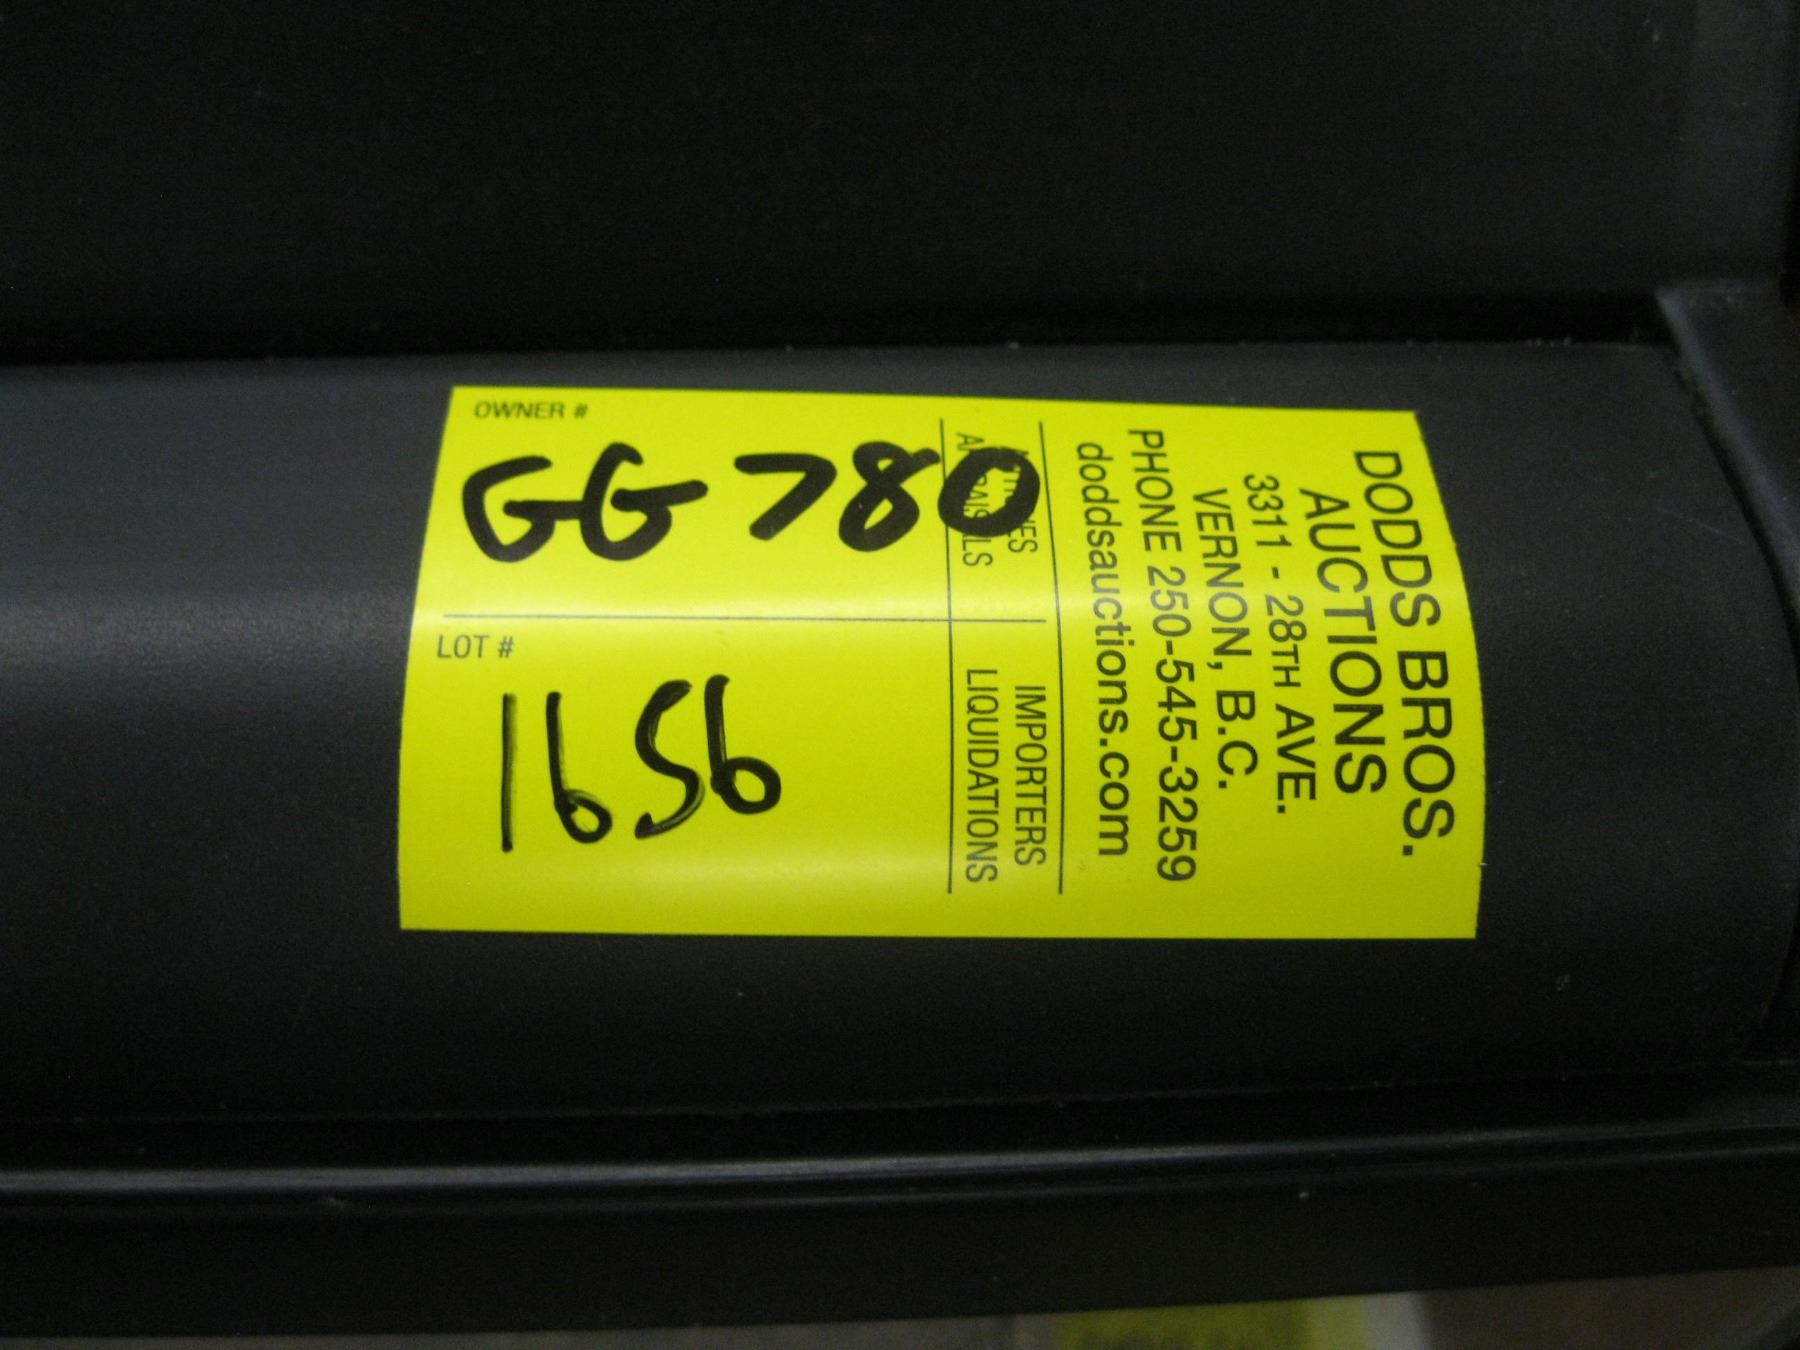 DODDS BROS.
AUCTIONS
3311 - 28TH AVE.
VERNON, B.C.
PHONE 250-545-3259
doddsauctions.com
IMPORTERS
LIQUIDATIONS
OWNER #
GG 780
LOT #
1656